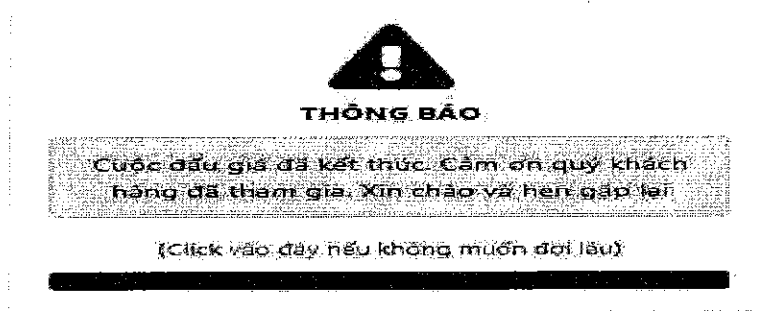 THÔNG BÁO
Cuộc đấu giá đã kết thúc. Cảm ơn quý khách
hàng đã tham gia. Xin chào và hẹn gặp lại
(Click vào đây nếu không muốn đợi lâu)